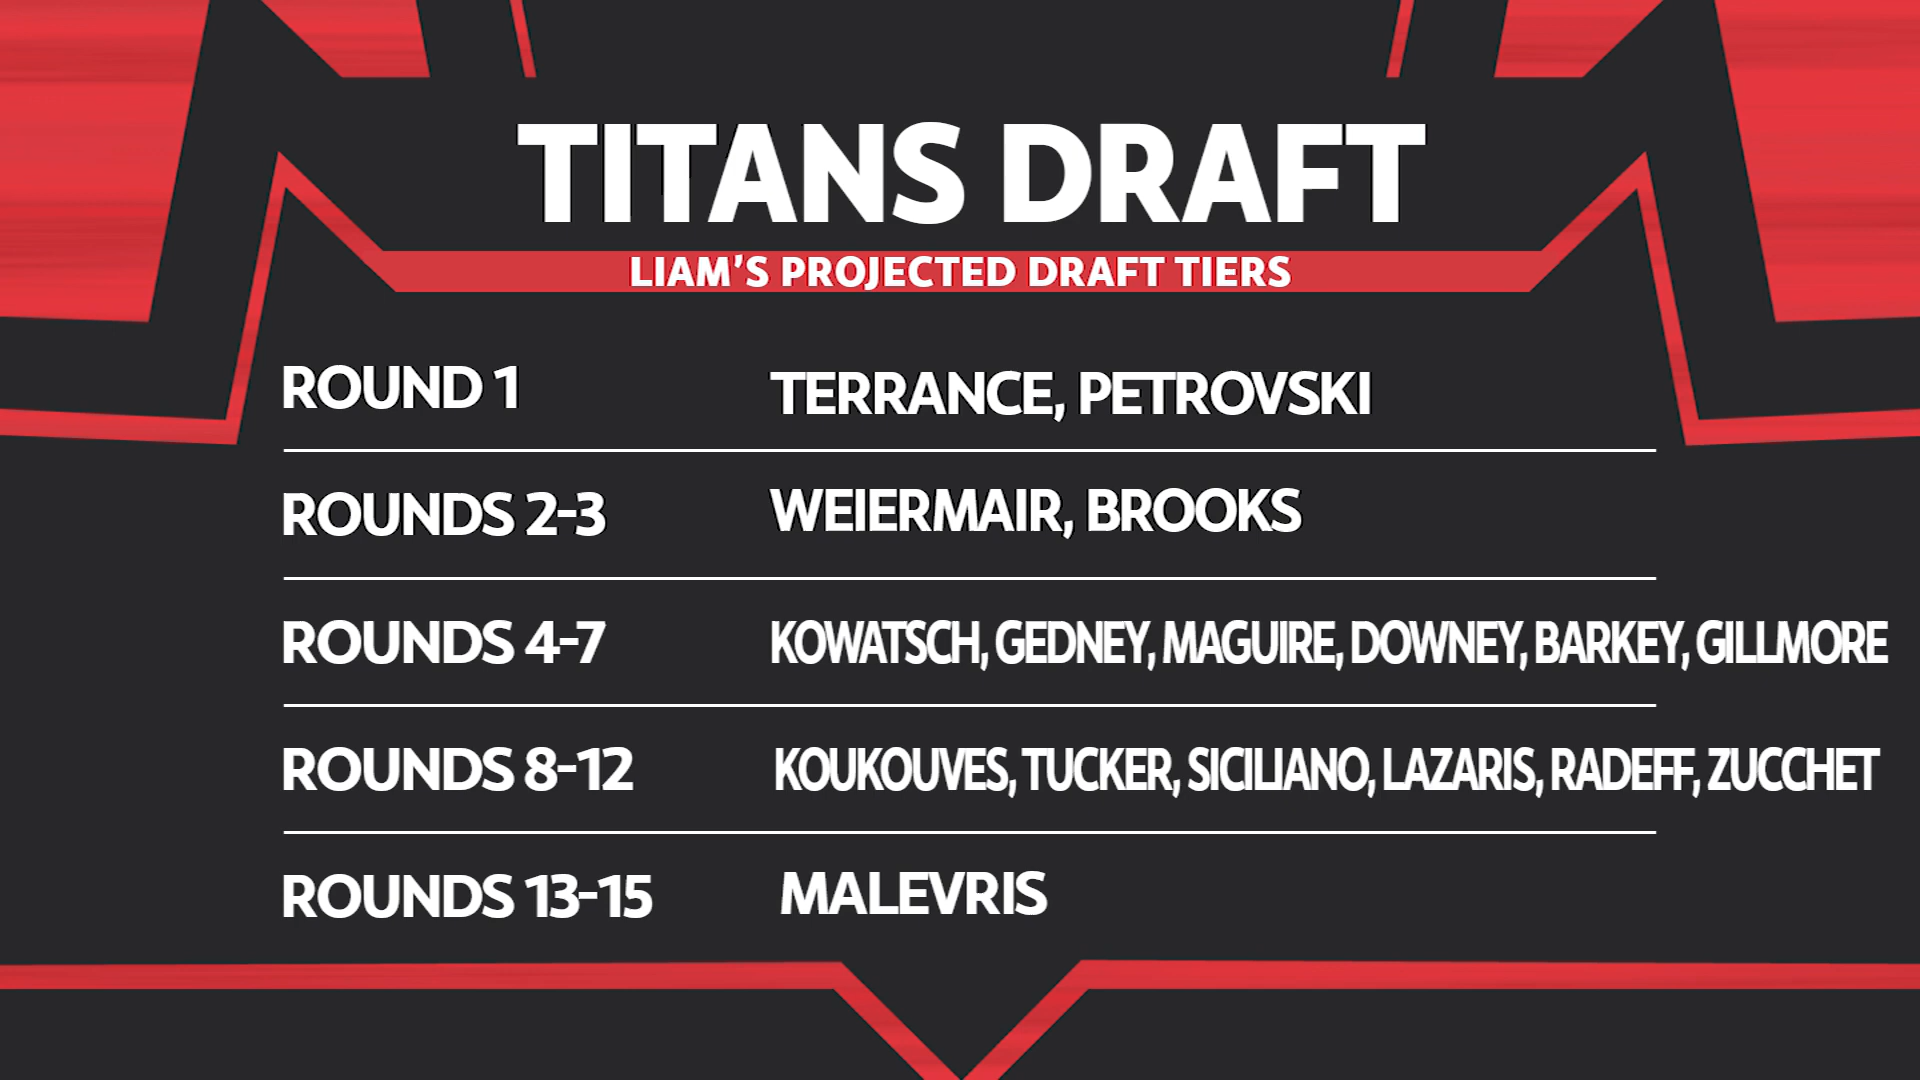 TITANS DRAFT
LIAM'S PROJECTED DRAFT TIERS
ROUND 1 TERRANCE, PETROVSKI
ROUNDS 2-3 WEIERMAIR, BROOKS
ROUNDS 4-7 KOWATSCH, GEDNEY, MAGUIRE, DOWNEY, BARKEY, GILLMORE
ROUNDS 8-12 KOUKOUVES, TUCKER, SICILIANO, LAZARIS, RADEFF, ZUCCHET
ROUNDS 13-15 MALEVRIS